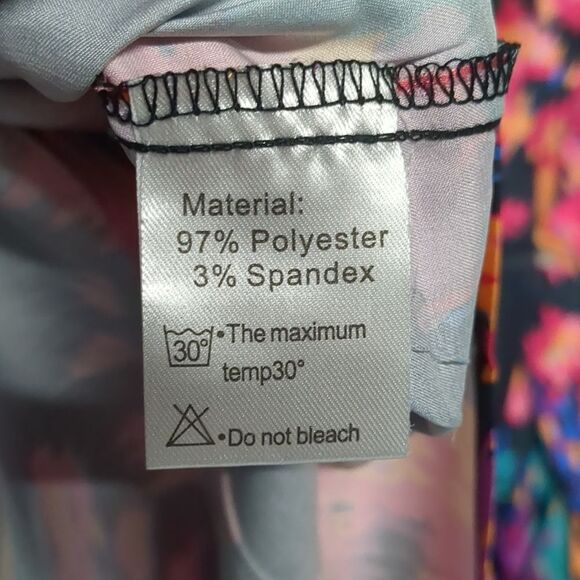 Material:
97% Polyester
3% Spandex
30° •The maximum
temp30°
•Do not bleach